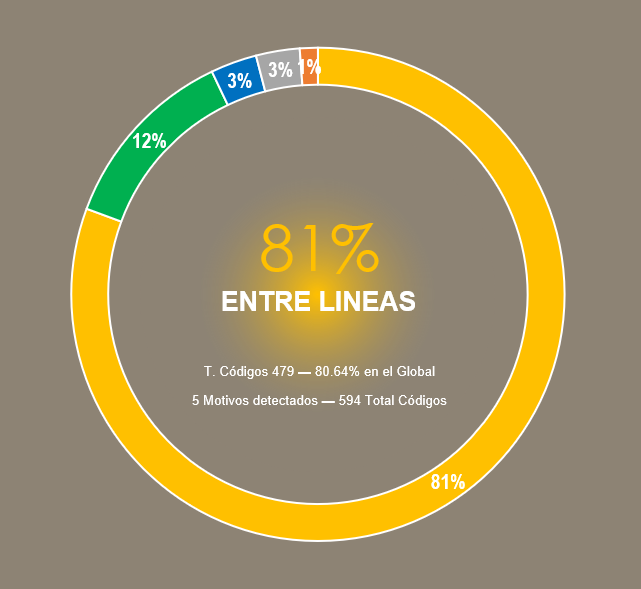 3%
3%
1%
12%
81%
ENTRE LINEAS
T. Códigos 479 — 80.64% en el Global
5 Motivos detectados — 594 Total Códigos
81%